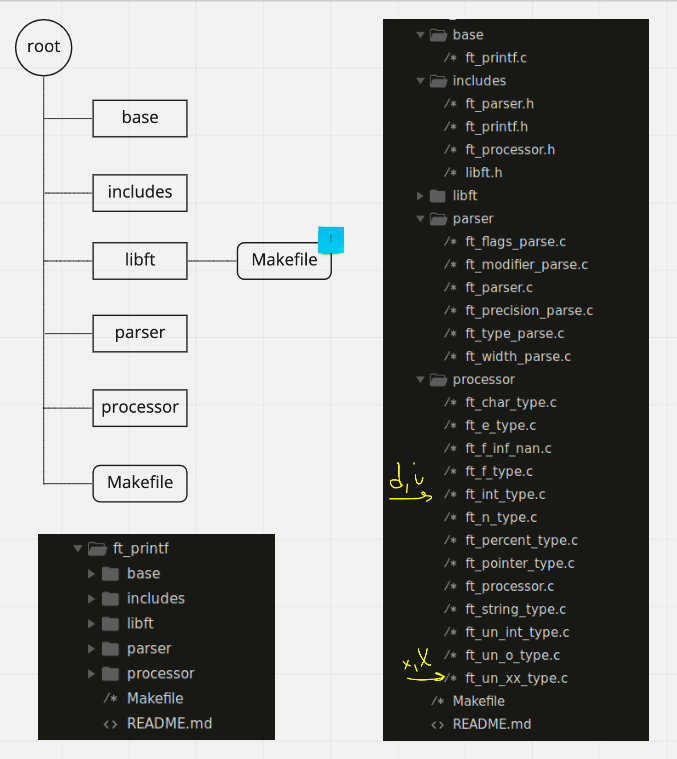 root
base
includes
libft
Makefile
↑
parser
processor
Makefile
ft_printf
base
includes
libft
parser
processor
/* Makefile
<> README.md
base
/* ft_printf.c
includes
/* ft_parser.h
/* ft_printf.h
/* ft_processor.h
/* libft.h
libft
parser
/* ft_flags_parse.c
/* ft_modifier_parse.c
/* ft_parser.c
/* ft_precision_parse.c
/* ft_type_parse.c
/* ft_width_parse.c
processor
/* ft_char_type.c
/* ft_e_type.c
/* ft_f_inf_nan.c
/* ft_f_type.c
d,i
/* ft_int_type.c
/* ft_n_type.c
/* ft_percent_type.c
/* ft_pointer_type.c
/* ft_processor.c
/* ft_string_type.c
/* ft_un_int_type.c
/* ft_un_o_type.c
x,X
/* ft_un_xx_type.c
/* Makefile
<> README.md